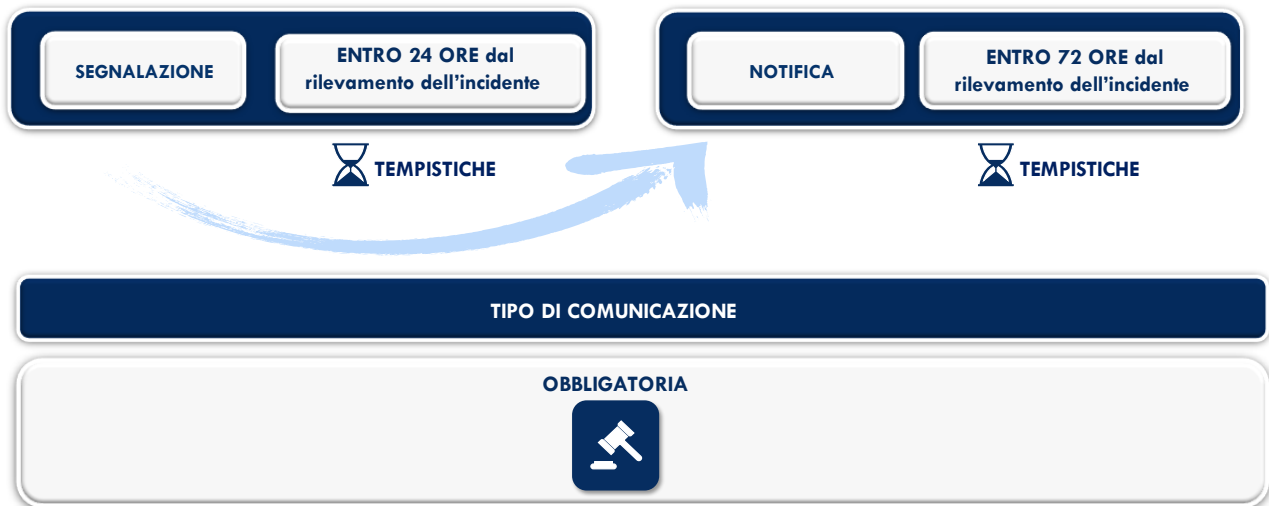 SEGNALAZIONE
ENTRO 24 ORE dal
rilevamento dell'incidente
NOTIFICA
ENTRO 72 ORE dal
rilevamento dell'incidente
TEMPISTICHE
TEMPISTICHE
TIPO DI COMUNICAZIONE
OBBLIGATORIA